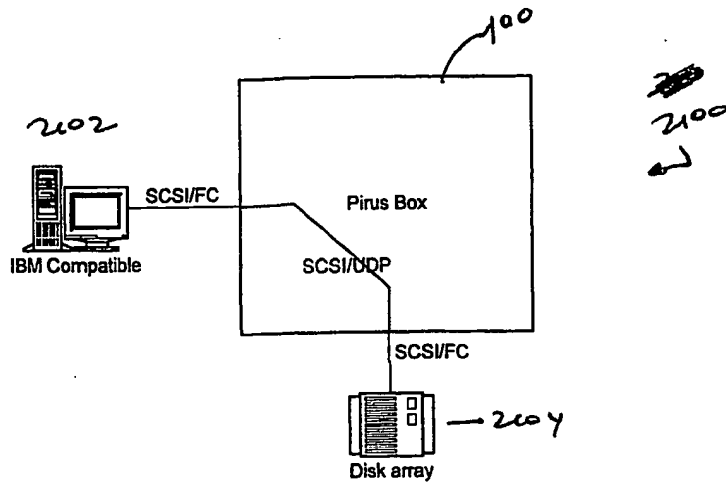 100
2102
2100
SCSI/FC
Pirus Box
IBM Compatible
SCSI/UDP
SCSI/FC
2104
Disk array